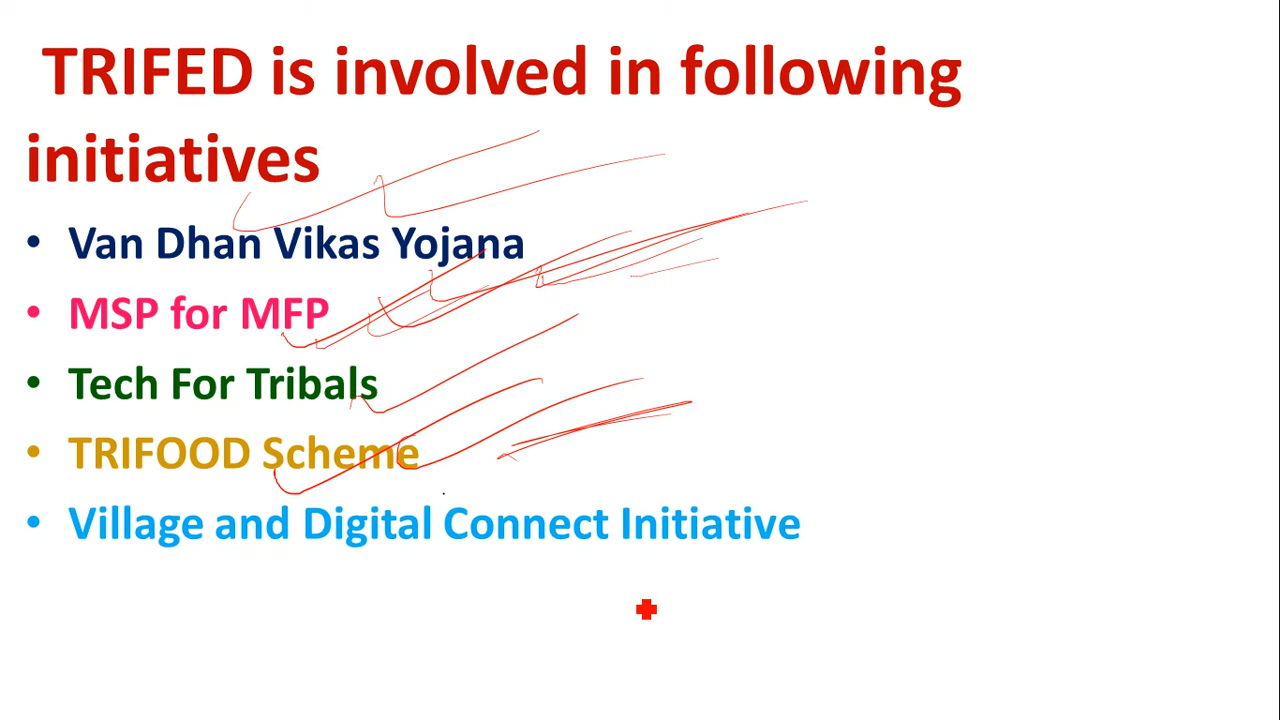 TRIFED is involved in following
initiatives
• Van Dhan Vikas Yojana
• MSP for MFP
• Tech For Tribals
• TRIFOOD Scheme
• Village and Digital Connect Initiative